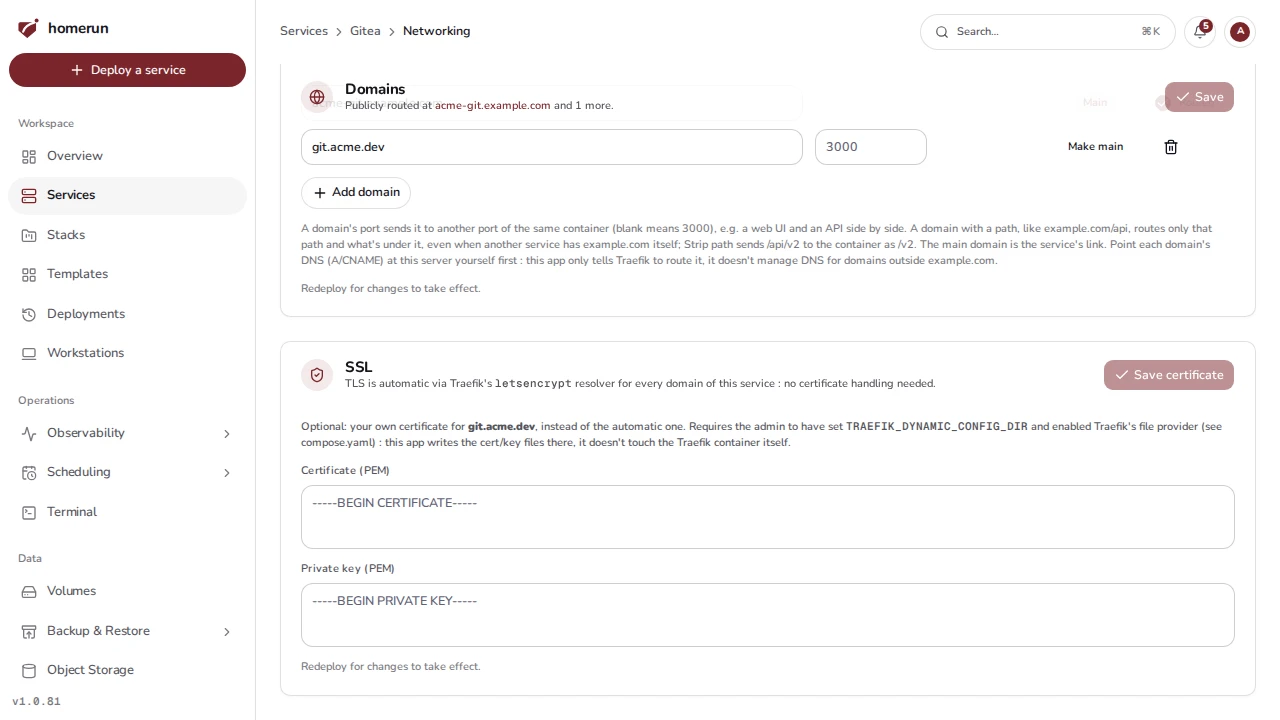 homerun
Services > Gitea > Networking
Search...
⌘K
5
A
+ Deploy a service
Workspace
Overview
Services
Stacks
Templates
Deployments
Workstations
Operations
Observability
Scheduling
Terminal
Data
Volumes
Backup & Restore
Object Storage
v1.0.81
Domains
Publicly routed at acme-git.example.com and 1 more.
Main
Save
git.acme.dev
3000
Make main
+ Add domain
A domain's port sends it to another port of the same container (blank means 3000), e.g. a web UI and an API side by side. A domain with a path, like example.com/api, routes only that
path and what's under it, even when another service has example.com itself; Strip path sends /api/v2 to the container as /v2. The main domain is the service's link. Point each domain's
DNS (A/CNAME) at this server yourself first : this app only tells Traefik to route it, it doesn't manage DNS for domains outside example.com.
Redeploy for changes to take effect.
SSL
TLS is automatic via Traefik's letsencrypt resolver for every domain of this service : no certificate handling needed.
Save certificate
Optional: your own certificate for git.acme.dev, instead of the automatic one. Requires the admin to have set TRAEFIK_DYNAMIC_CONFIG_DIR and enabled Traefik's file provider (see
compose.yaml) : this app writes the cert/key files there, it doesn't touch the Traefik container itself.
Certificate (PEM)
-----BEGIN CERTIFICATE-----
Private key (PEM)
-----BEGIN PRIVATE KEY-----
Redeploy for changes to take effect.